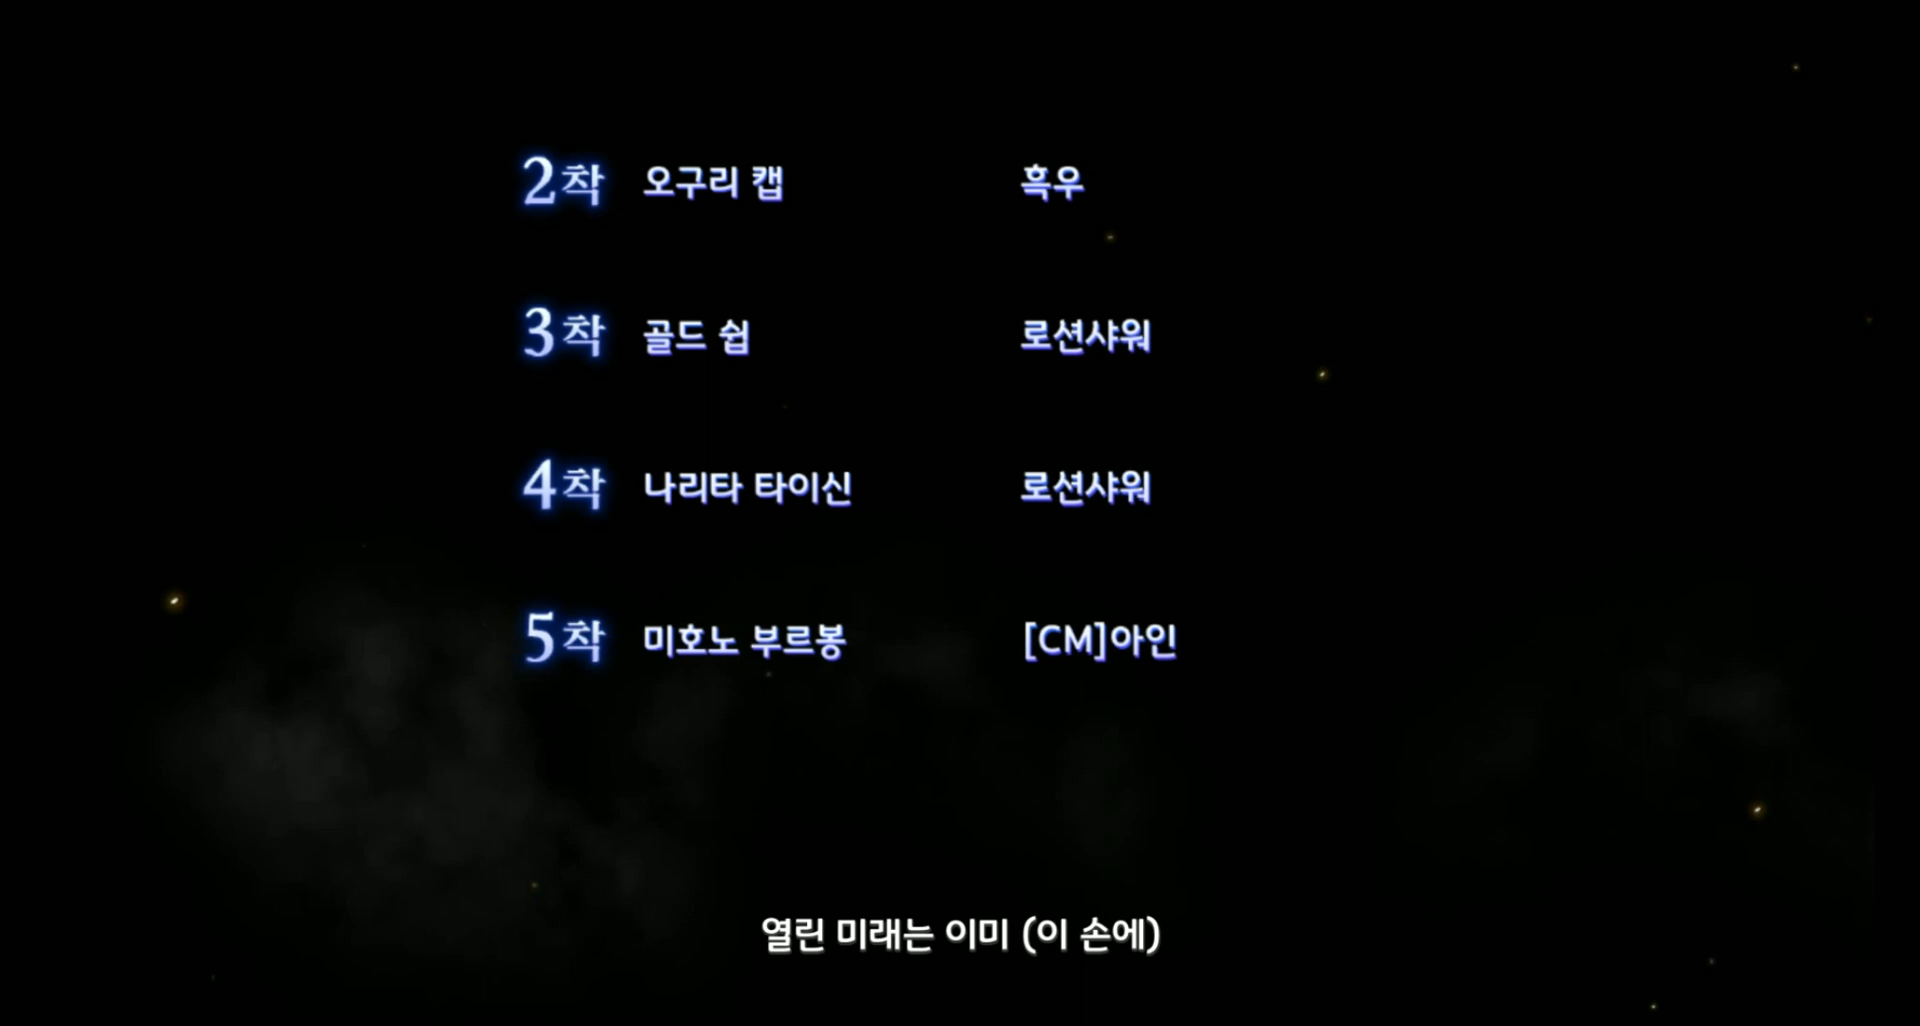 2착 오구리 캡 흑우
3착 골드 쉽 로션샤워
4착 나리타 타이신 로션샤워
5착 미호노 부르봉 [CM]아인
열린 미래는 이미 (이 손에)